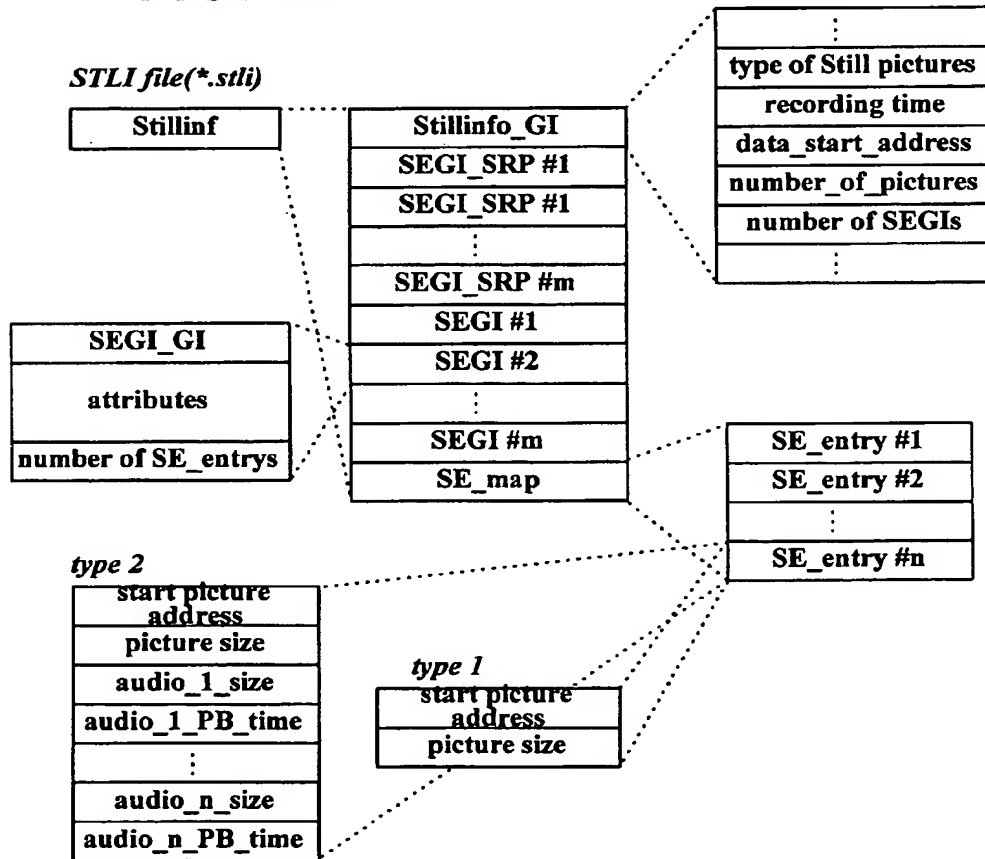 STLI file(*.stli)
Stillinf
Stillinfo_GI
SEGI_SRP #1
SEGI_SRP #1
SEGI_SRP #m
SEGI #1
SEGI #2
SEGI #m
SE_map
type of Still pictures
recording time
data_start_address
number_of_pictures
number of SEGIs
SEGI_GI
attributes
number of SE_entrys
SE_entry #1
SE_entry #2
SE_entry #n
type 2
start picture
address
picture size
audio_1_size
audio_1_PB_time
audio_n_size
audio_n_PB_time
type 1
start picture
address
picture size